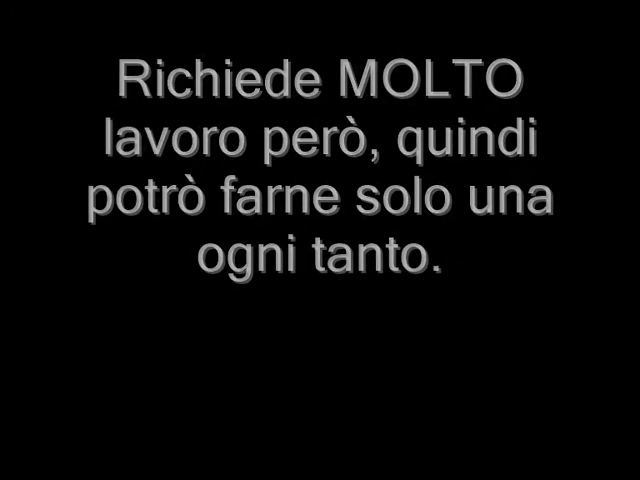 Richiede MOLTO
lavoro però, quindi
potrò farne solo una
ogni tanto.